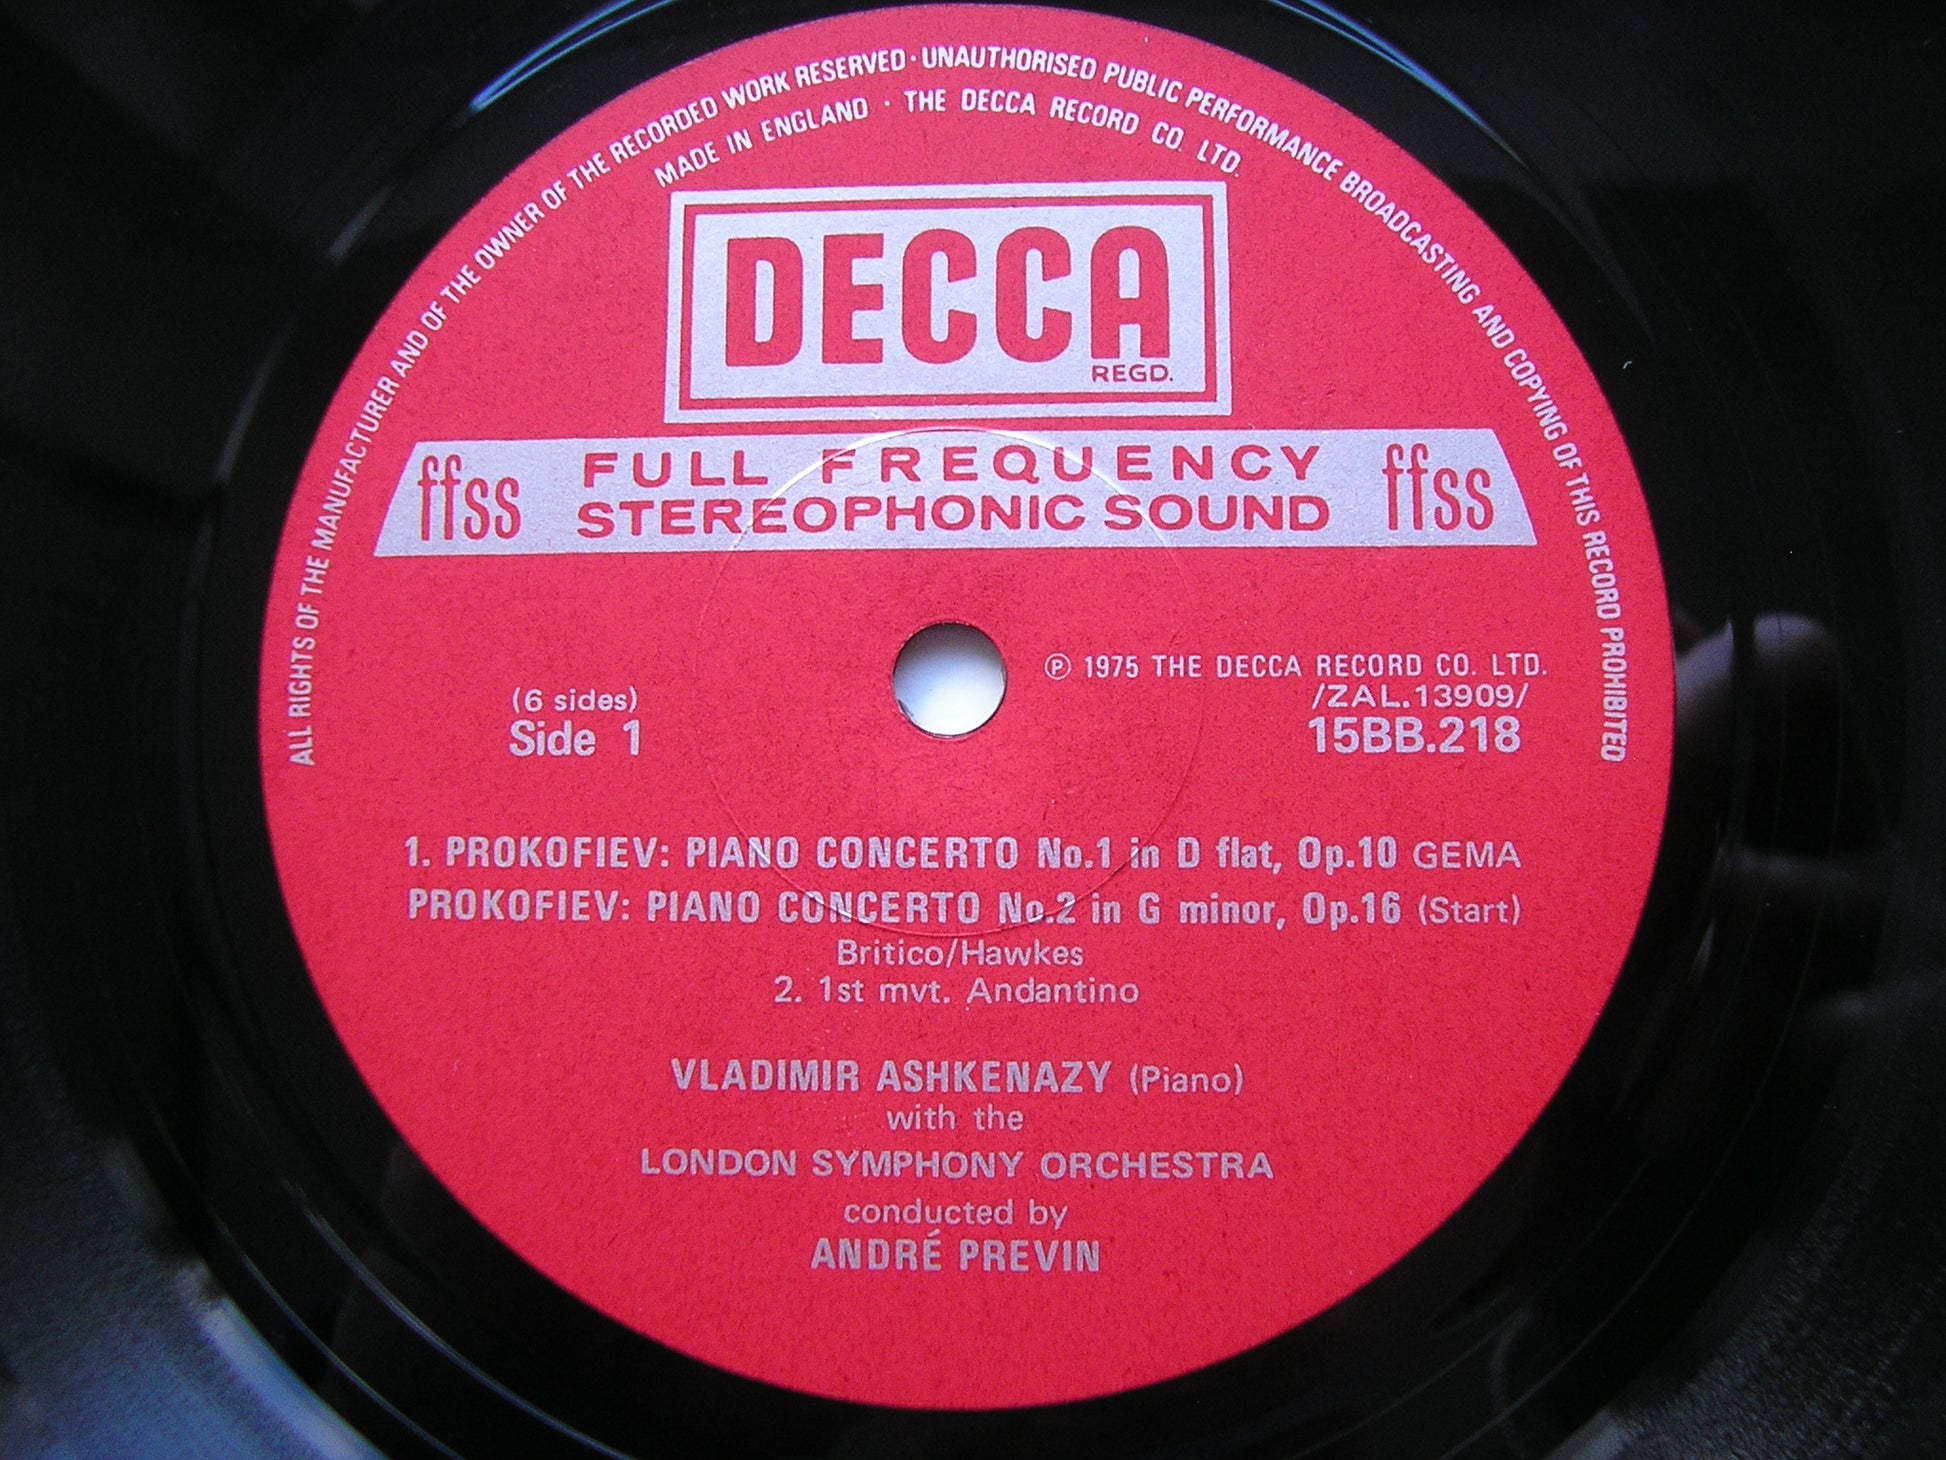 ALL RIGHTS OF THE MANUFACTURER AND OF THE OWNER OF THE RECORDED WORK RESERVED · UNAUTHORISED PUBLIC PERFORMANCE BROADCASTING AND COPYING OF THIS RECORD PROHIBITED
MADE IN ENGLAND · THE DECCA RECORD CO. LTD.
DECCA
REGD.
ffss FULL FREQUENCY ffss
STEREOPHONIC SOUND
℗ 1975 THE DECCA RECORD CO. LTD.
(6 sides) /ZAL.13909/
Side 1 15BB.218
1. PROKOFIEV: PIANO CONCERTO No.1 in D flat, Op.10 GEMA
PROKOFIEV: PIANO CONCERTO No.2 in G minor, Op.16 (Start)
Britico/Hawkes
2. 1st mvt. Andantino
VLADIMIR ASHKENAZY (Piano)
with the
LONDON SYMPHONY ORCHESTRA
conducted by
ANDRÉ PREVIN